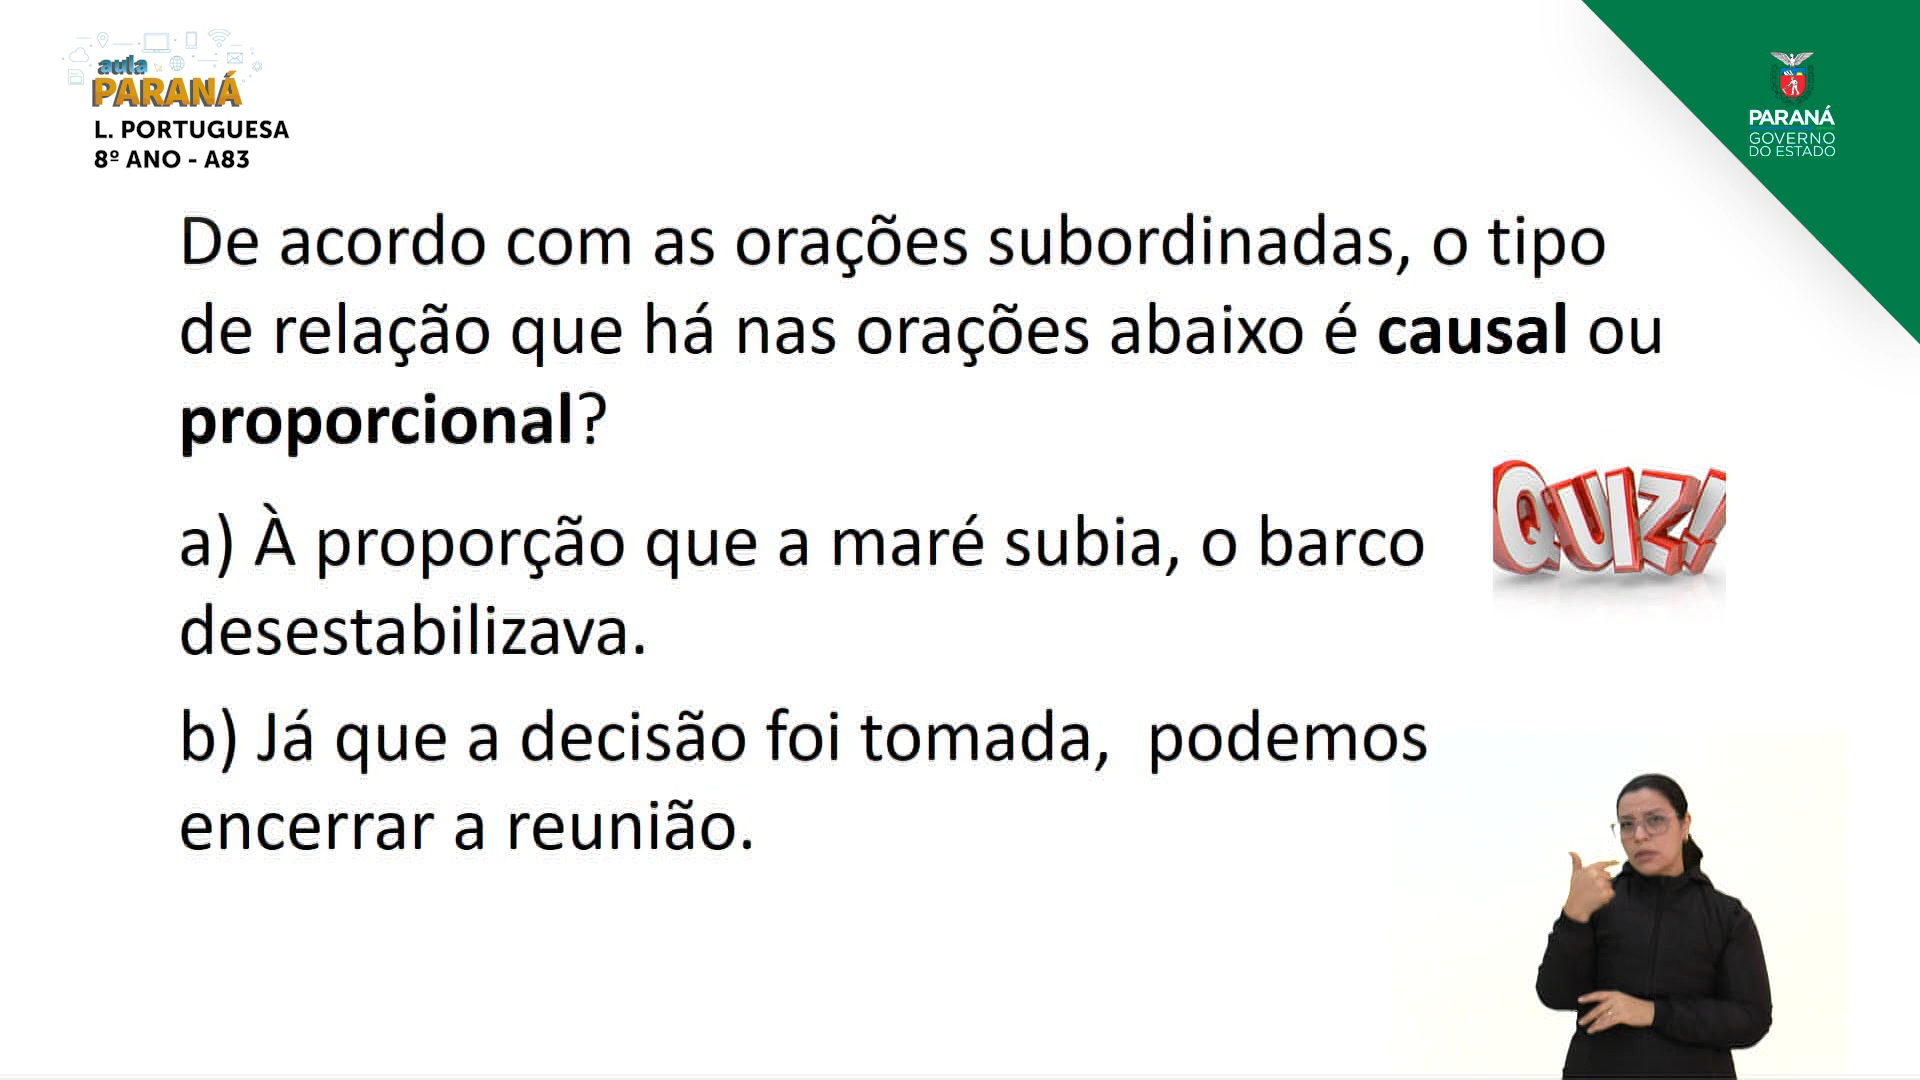 aula
PARANÁ
L. PORTUGUESA
8º ANO - A83
PARANÁ
GOVERNO
DO ESTADO
De acordo com as orações subordinadas, o tipo
de relação que há nas orações abaixo é causal ou
proporcional?
QUIZ!
a) À proporção que a maré subia, o barco
desestabilizava.
b) Já que a decisão foi tomada,  podemos
encerrar a reunião.